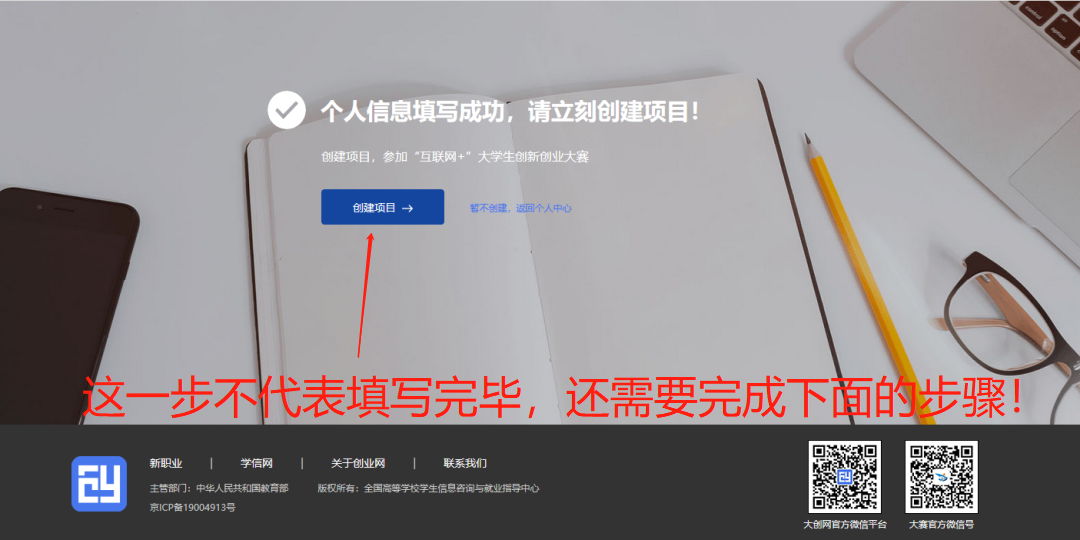 个人信息填写成功，请立刻创建项目！
创建项目，参加“互联网+”大学生创新创业大赛
创建项目 →
暂不创建，返回个人中心
这一步不代表填写完毕，还需要完成下面的步骤！
新职业 | 学信网 | 关于创业网 | 联系我们
主管部门：中华人民共和国教育部 版权所有：全国高等学校学生信息咨询与就业指导中心
京ICP备19004913号
大创网官方微信平台 大赛官方微信号